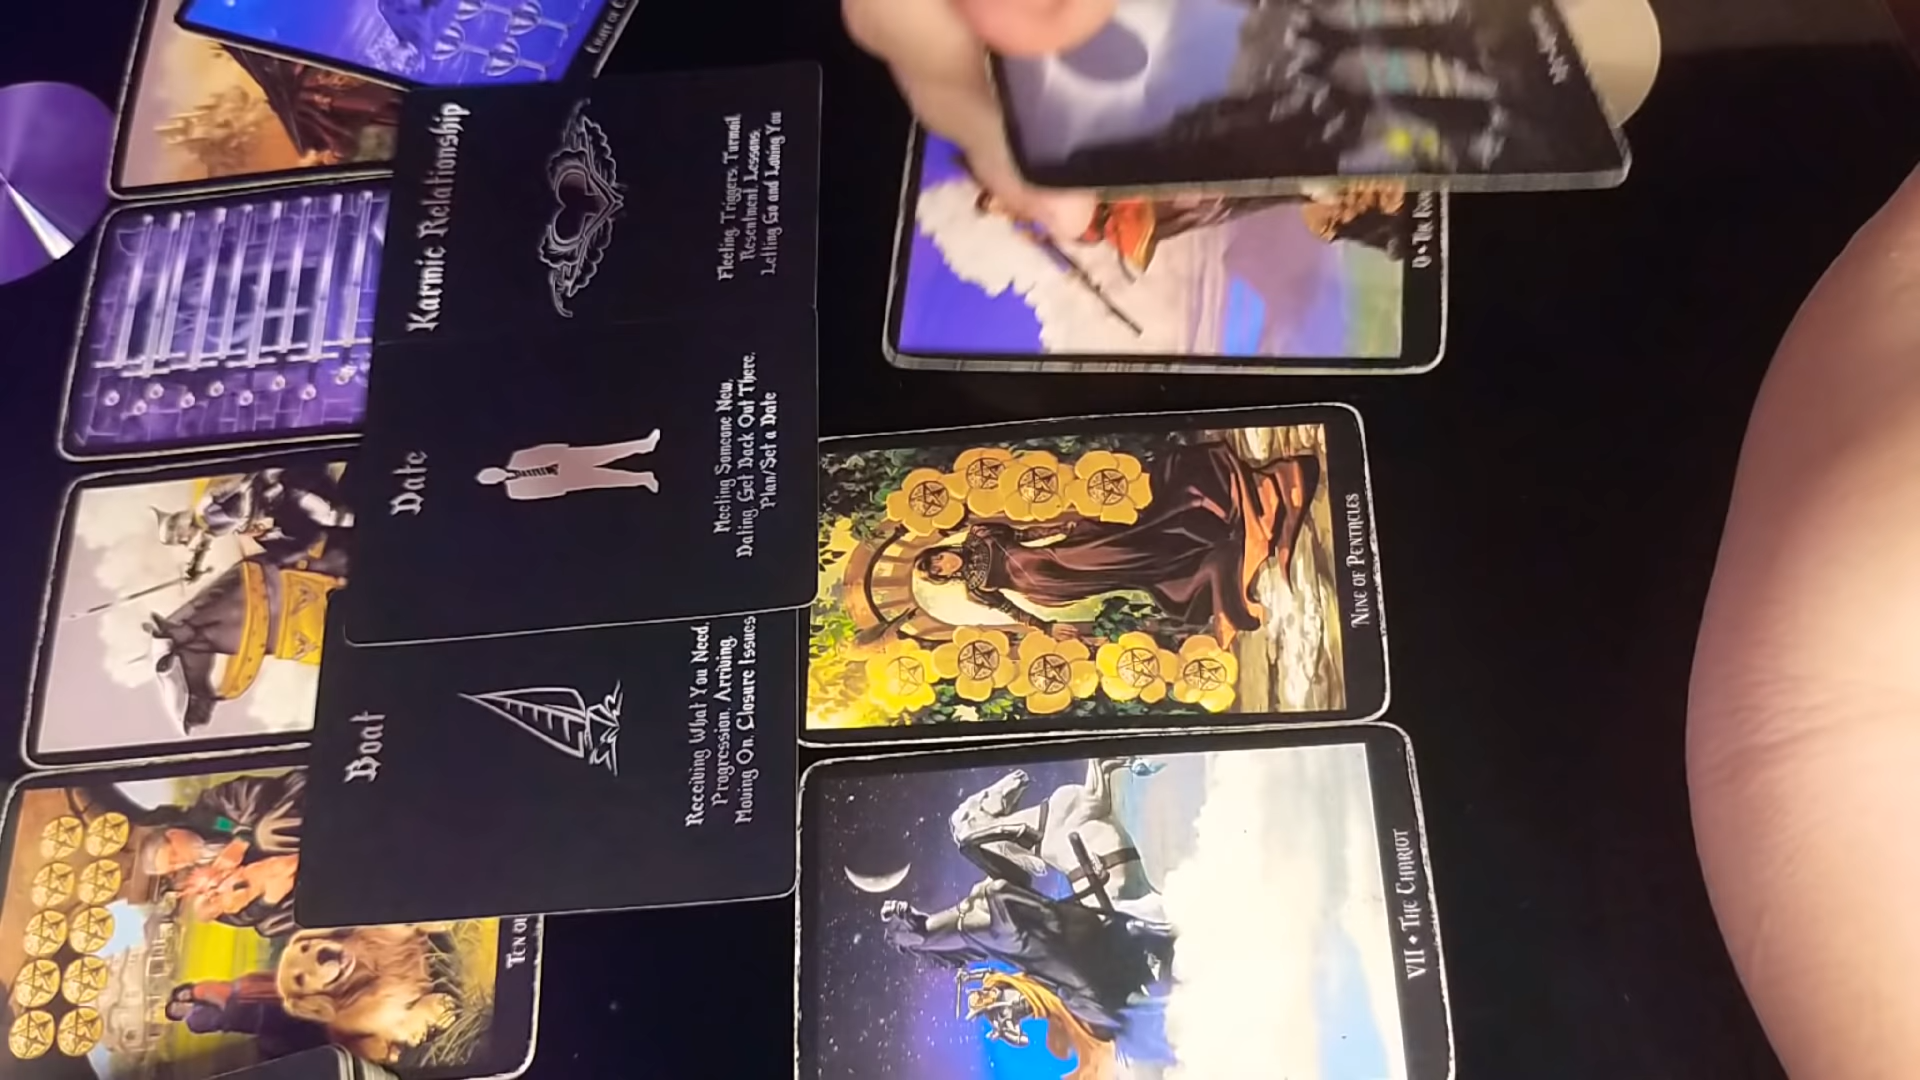 Karmic Relationship
Fleeting, Triggers, Turmoil,
Resentment, Lessons,
Letting Go and Loving You
Date
Meeting Someone New,
Dating, Get Back Out There,
Plan/Set a Date
Boat
Receiving What You Need,
Progression, Arriving,
Moving On, Closure Issues
NINE OF PENTACLES
VII • THE CHARIOT
0 • THE
TEN